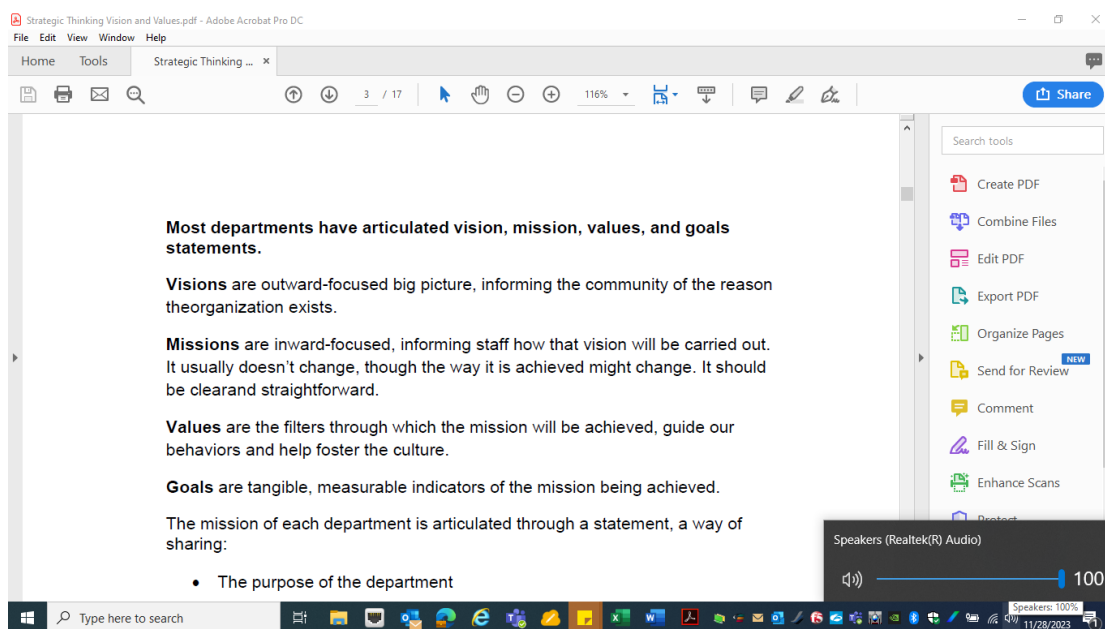 Strategic Thinking Vision and Values.pdf - Adobe Acrobat Pro DC
File Edit View Window Help
Home Tools Strategic Thinking ... ×
3 / 17 116% Share
Search tools
Create PDF
Combine Files
Edit PDF
Export PDF
Organize Pages
NEW
Send for Review
Comment
Fill & Sign
Enhance Scans
Protect
Most departments have articulated vision, mission, values, and goals
statements.
Visions are outward-focused big picture, informing the community of the reason
theorganization exists.
Missions are inward-focused, informing staff how that vision will be carried out.
It usually doesn't change, though the way it is achieved might change. It should
be clearand straightforward.
Values are the filters through which the mission will be achieved, guide our
behaviors and help foster the culture.
Goals are tangible, measurable indicators of the mission being achieved.
The mission of each department is articulated through a statement, a way of
sharing:
• The purpose of the department
Speakers (Realtek(R) Audio)
100
Speakers: 100%
Type here to search
11/28/2023